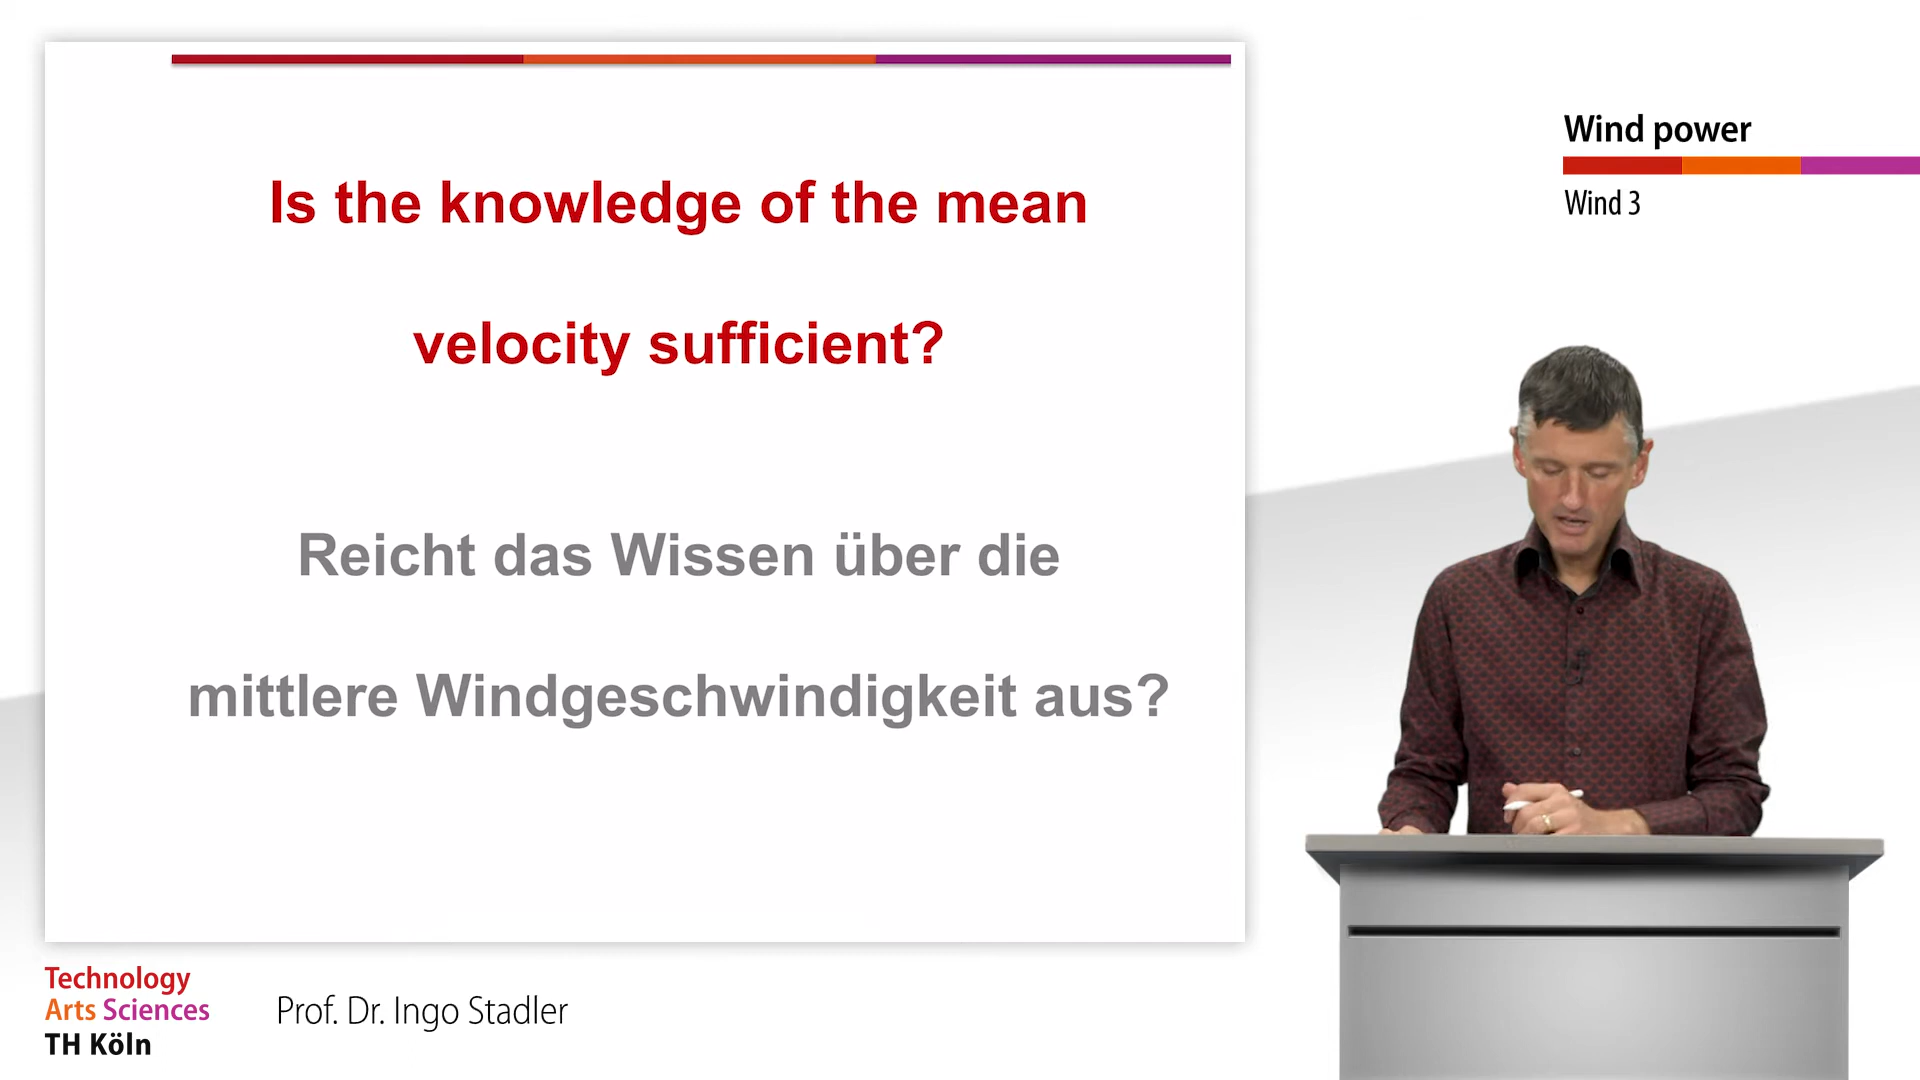 Is the knowledge of the mean
velocity sufficient?
Reicht das Wissen über die
mittlere Windgeschwindigkeit aus?
Wind power
Wind 3
Technology
Arts Sciences
TH Köln
Prof. Dr. Ingo Stadler